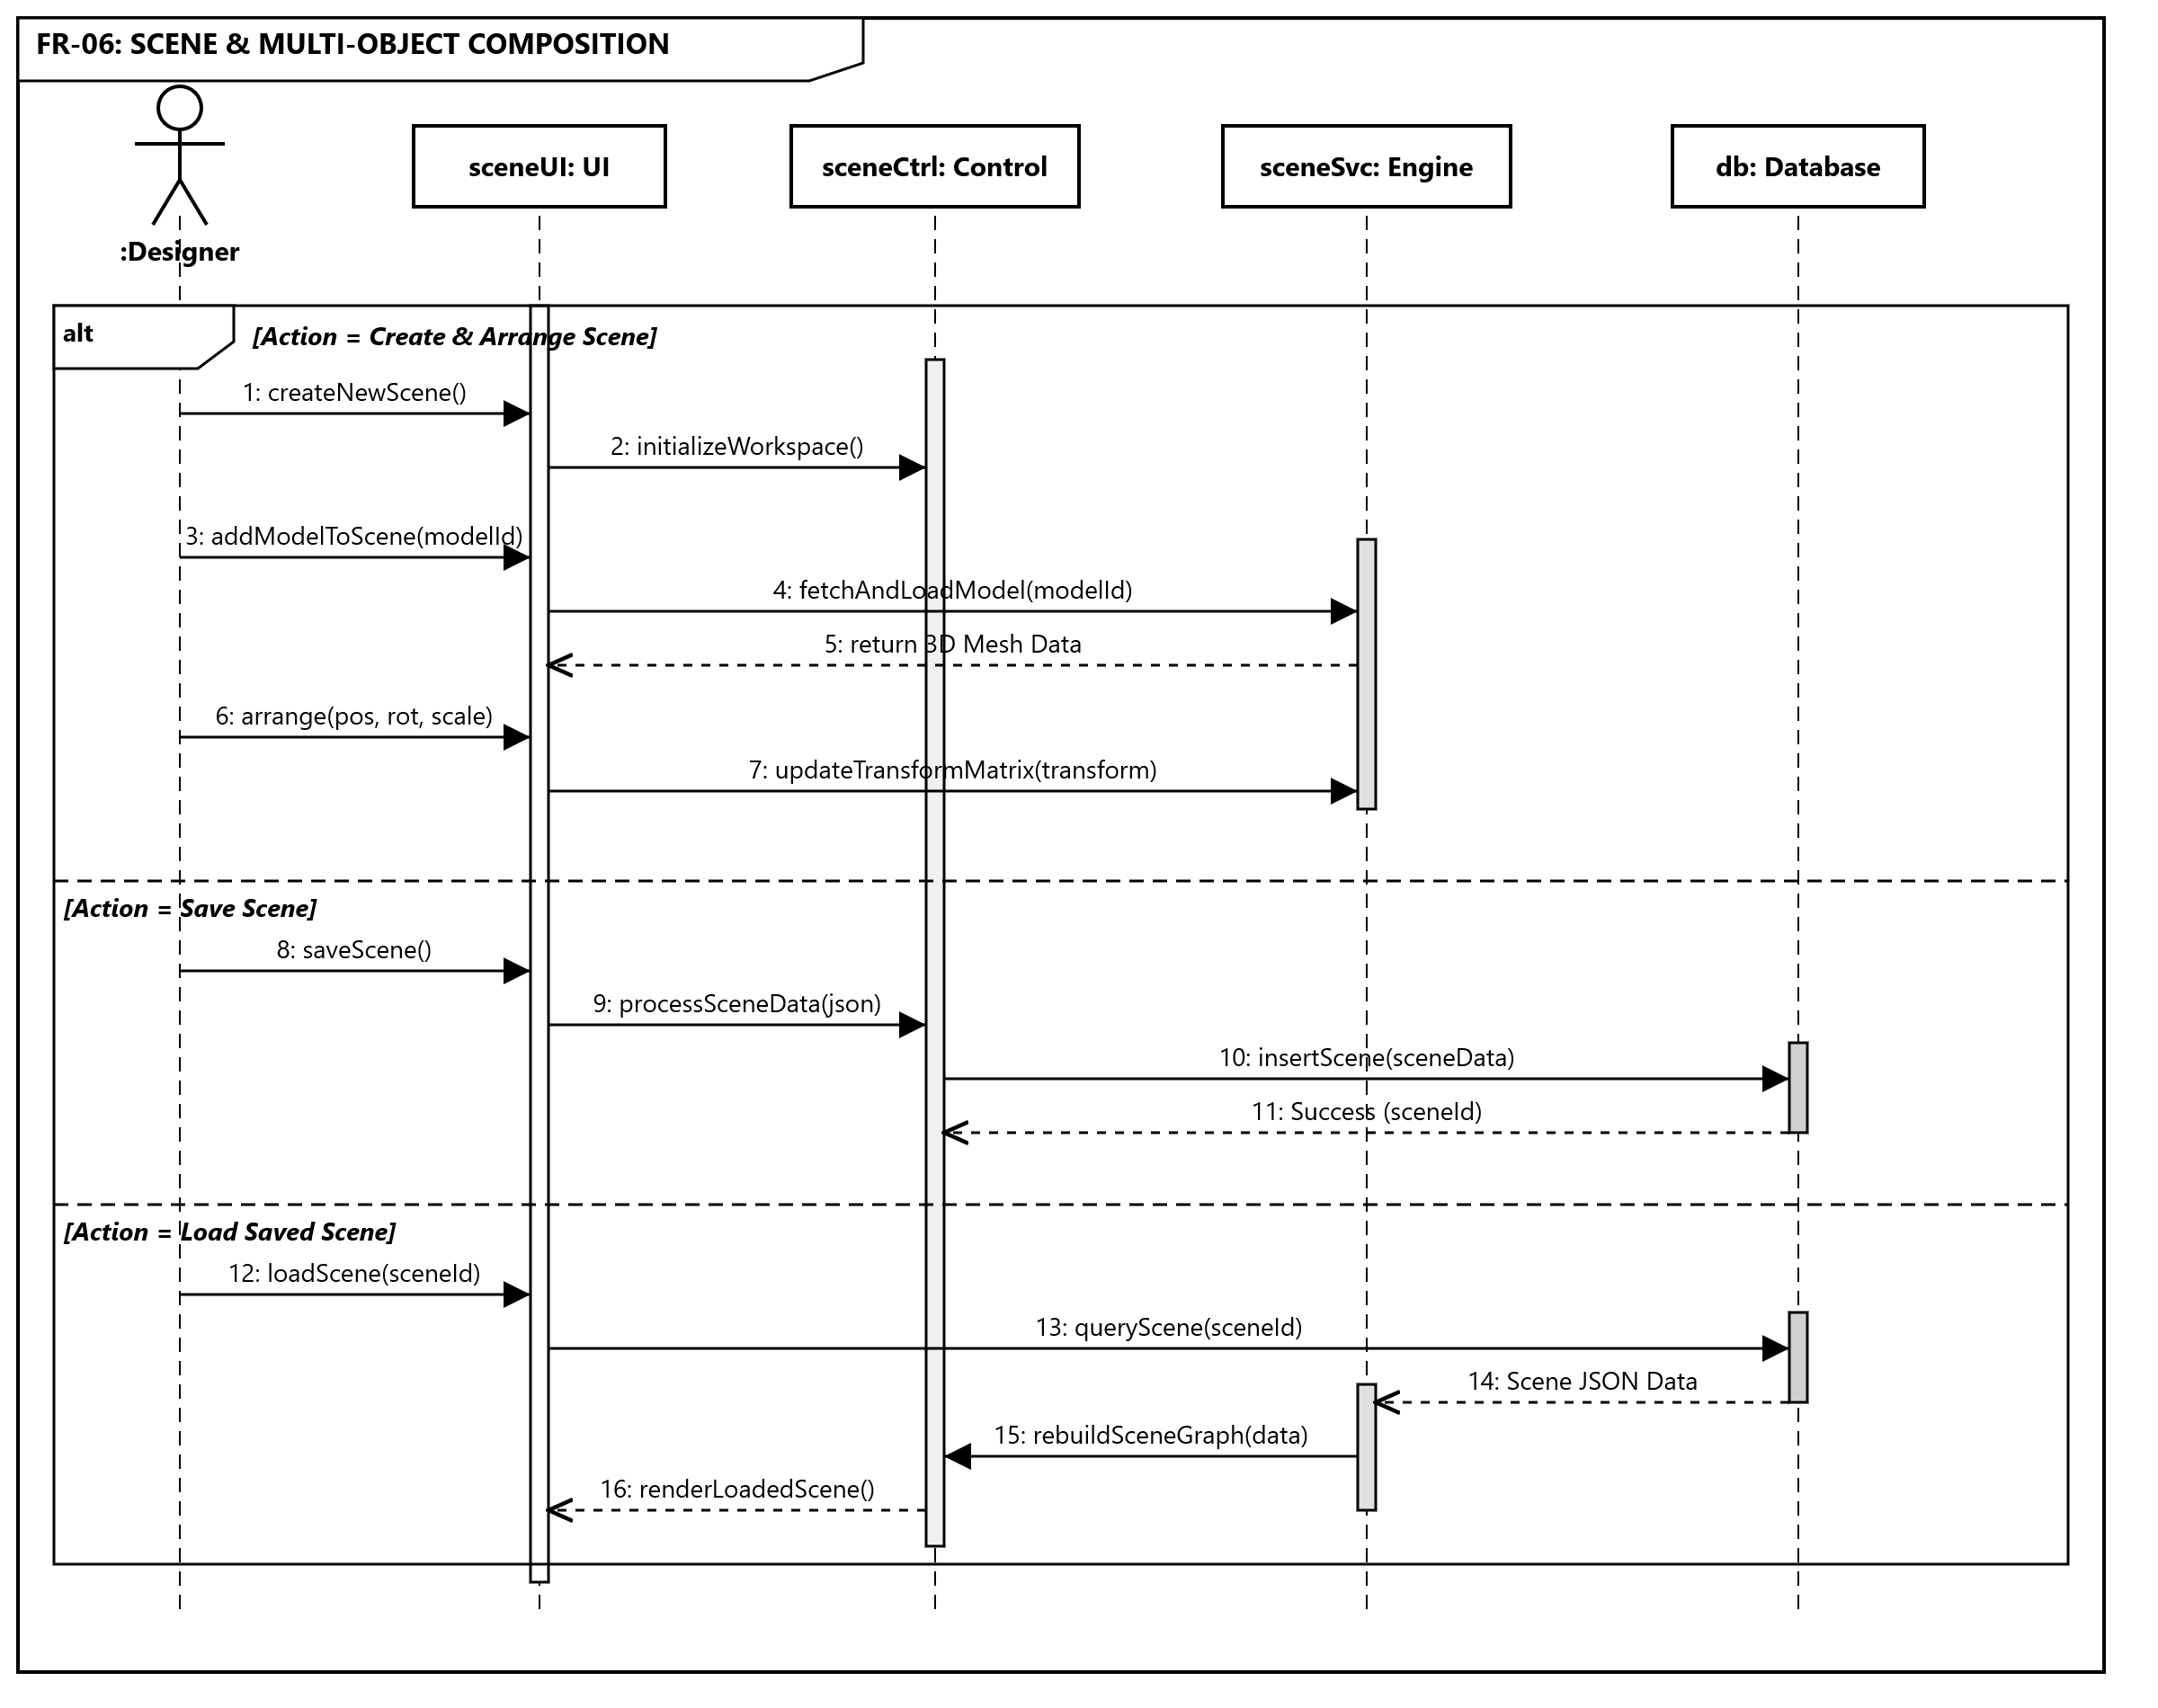 FR-06: SCENE & MULTI-OBJECT COMPOSITION
:Designer
sceneUI: UI
sceneCtrl: Control
sceneSvc: Engine
db: Database
alt
[Action = Create & Arrange Scene]
1: createNewScene()
2: initializeWorkspace()
3: addModelToScene(modelId)
4: fetchAndLoadModel(modelId)
5: return 3D Mesh Data
6: arrange(pos, rot, scale)
7: updateTransformMatrix(transform)
[Action = Save Scene]
8: saveScene()
9: processSceneData(json)
10: insertScene(sceneData)
11: Success (sceneId)
[Action = Load Saved Scene]
12: loadScene(sceneId)
13: queryScene(sceneId)
14: Scene JSON Data
15: rebuildSceneGraph(data)
16: renderLoadedScene()